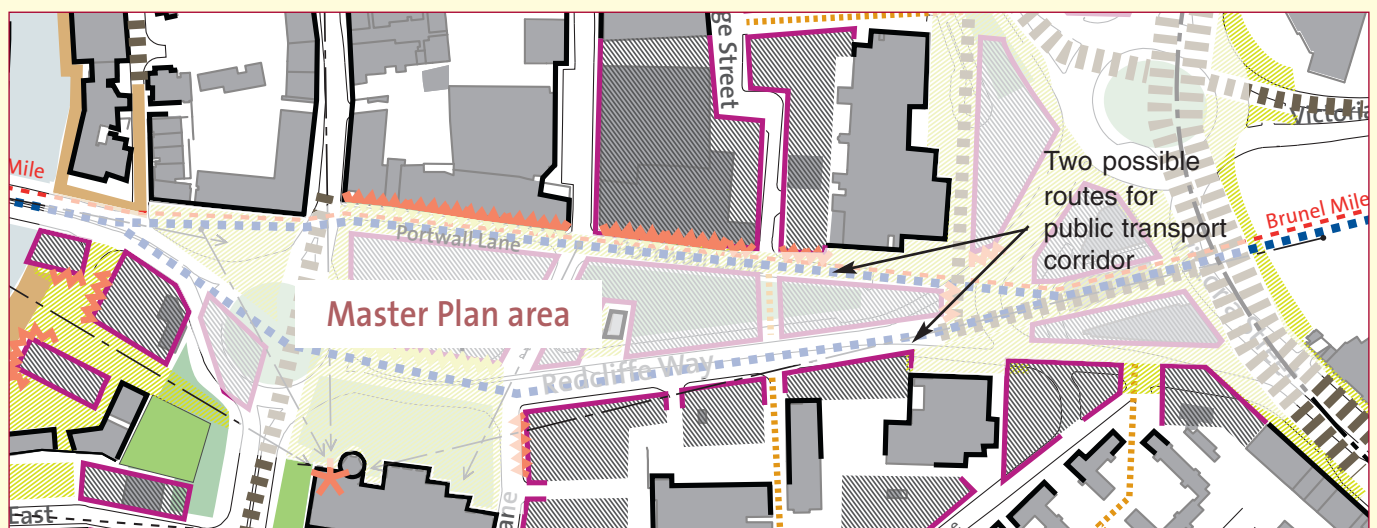 ge Street
Victoria
Mile
Two possible
routes for
public transport
corridor
Brunel Mile
Portwall Lane
Master Plan area
Redcliffe Way
East
ane